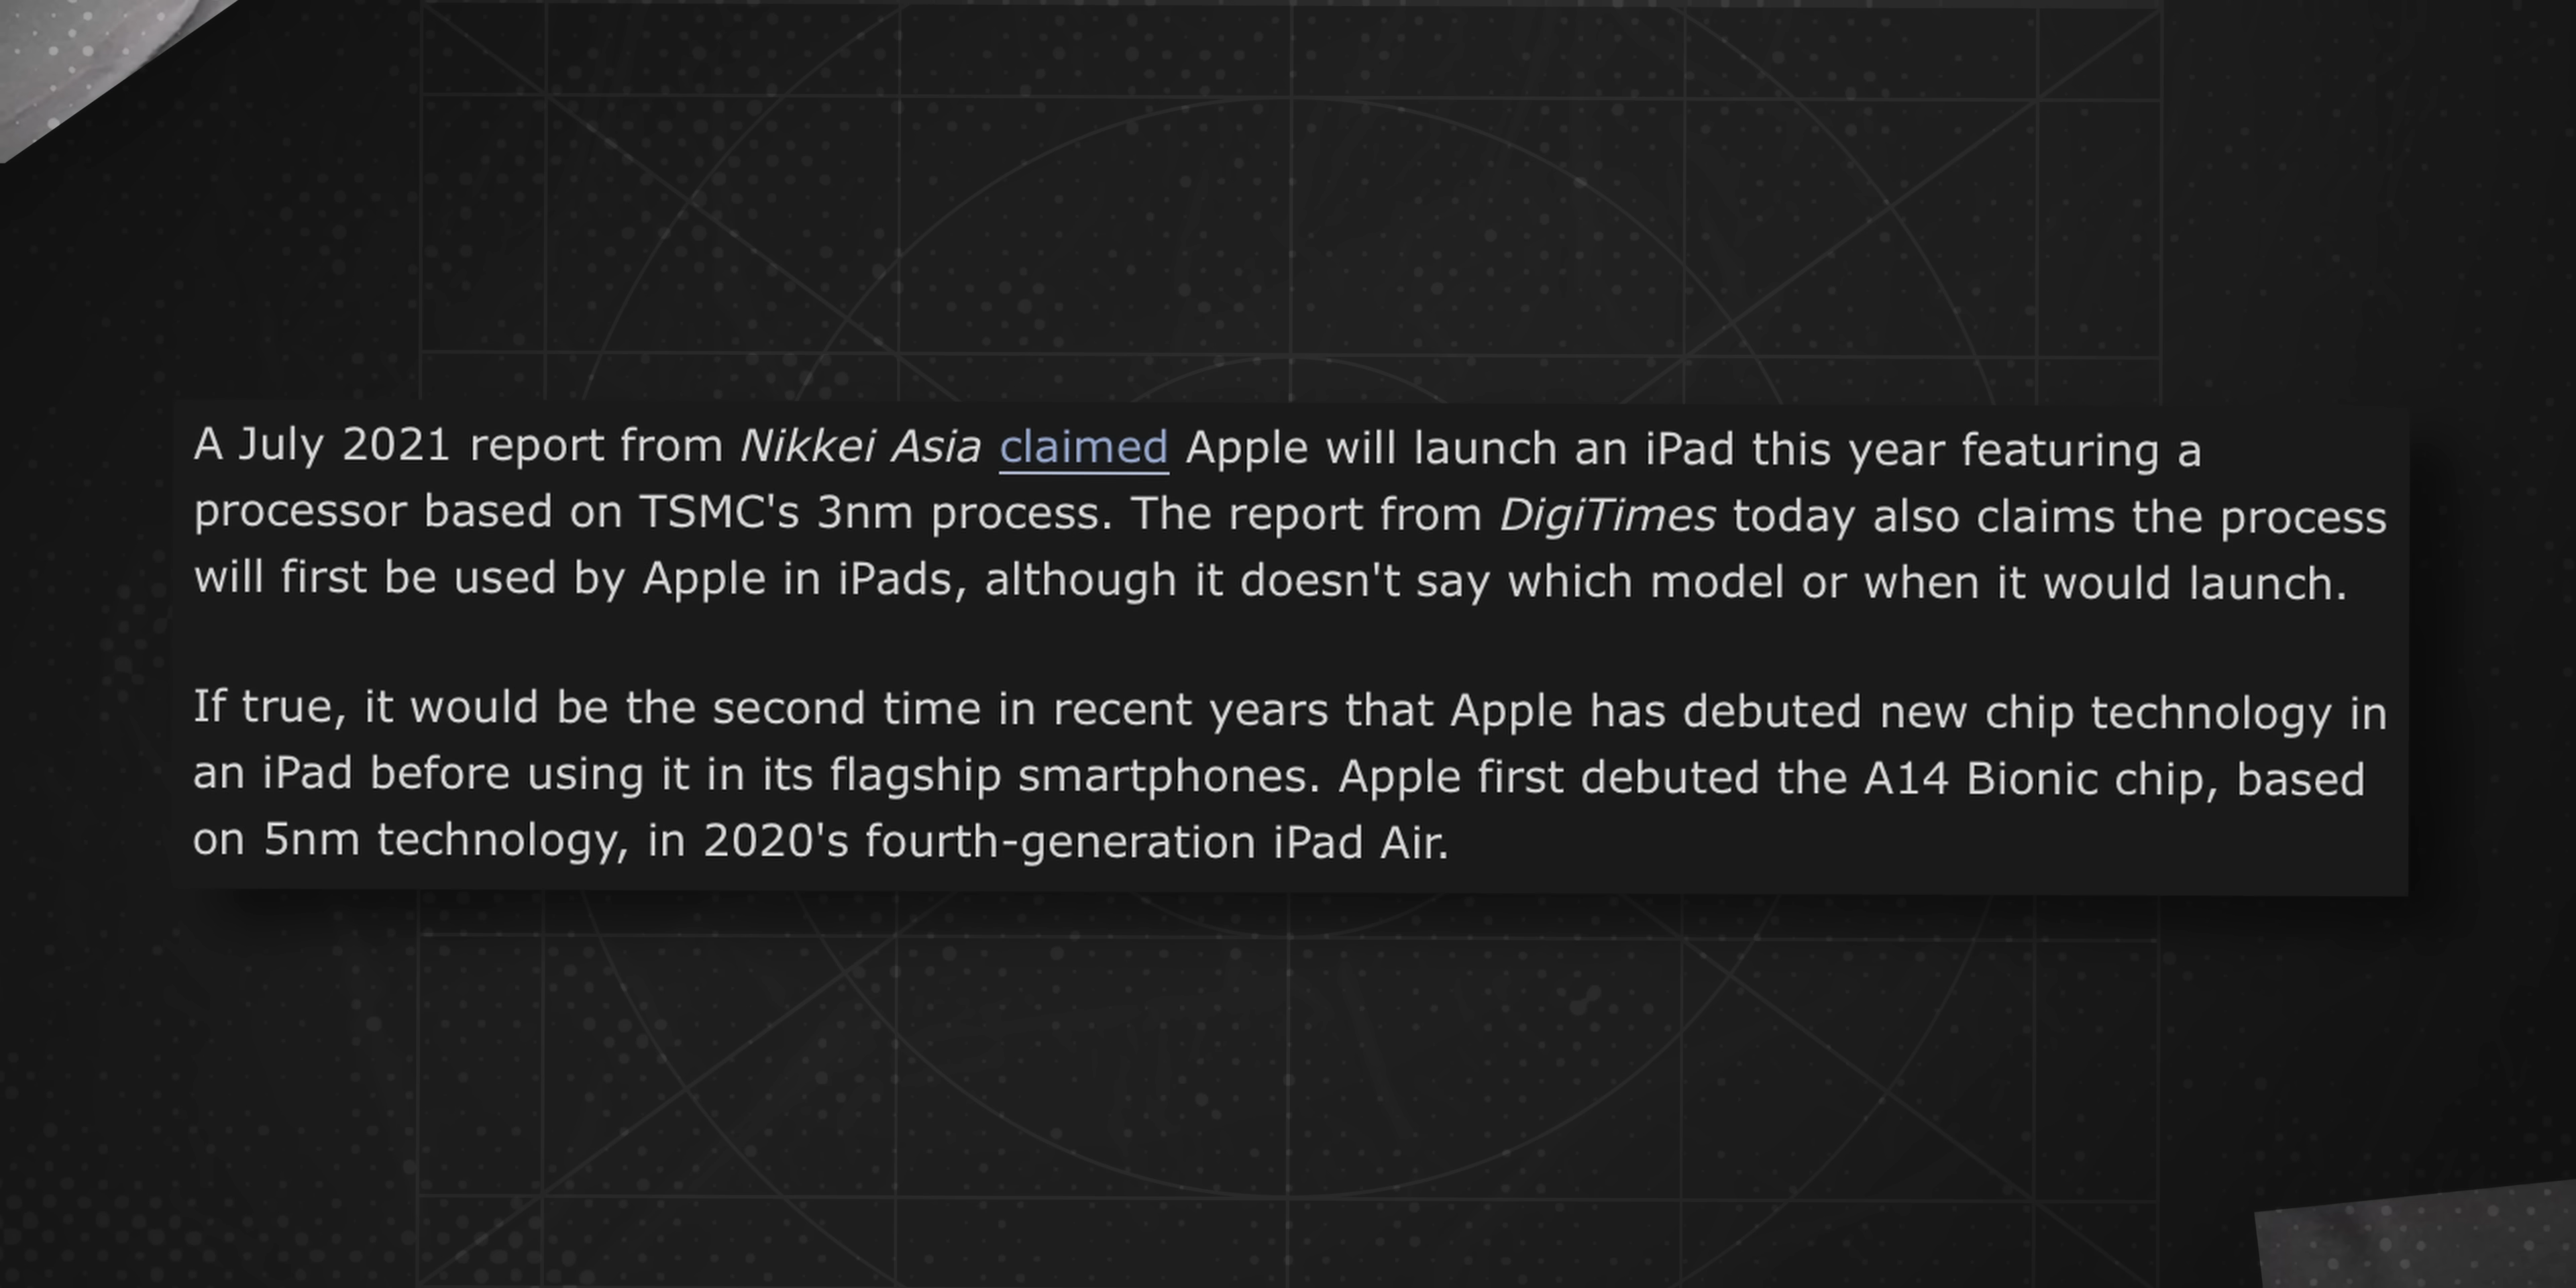 A July 2021 report from Nikkei Asia claimed Apple will launch an iPad this year featuring a
processor based on TSMC's 3nm process. The report from DigiTimes today also claims the process
will first be used by Apple in iPads, although it doesn't say which model or when it would launch.
If true, it would be the second time in recent years that Apple has debuted new chip technology in
an iPad before using it in its flagship smartphones. Apple first debuted the A14 Bionic chip, based
on 5nm technology, in 2020's fourth-generation iPad Air.